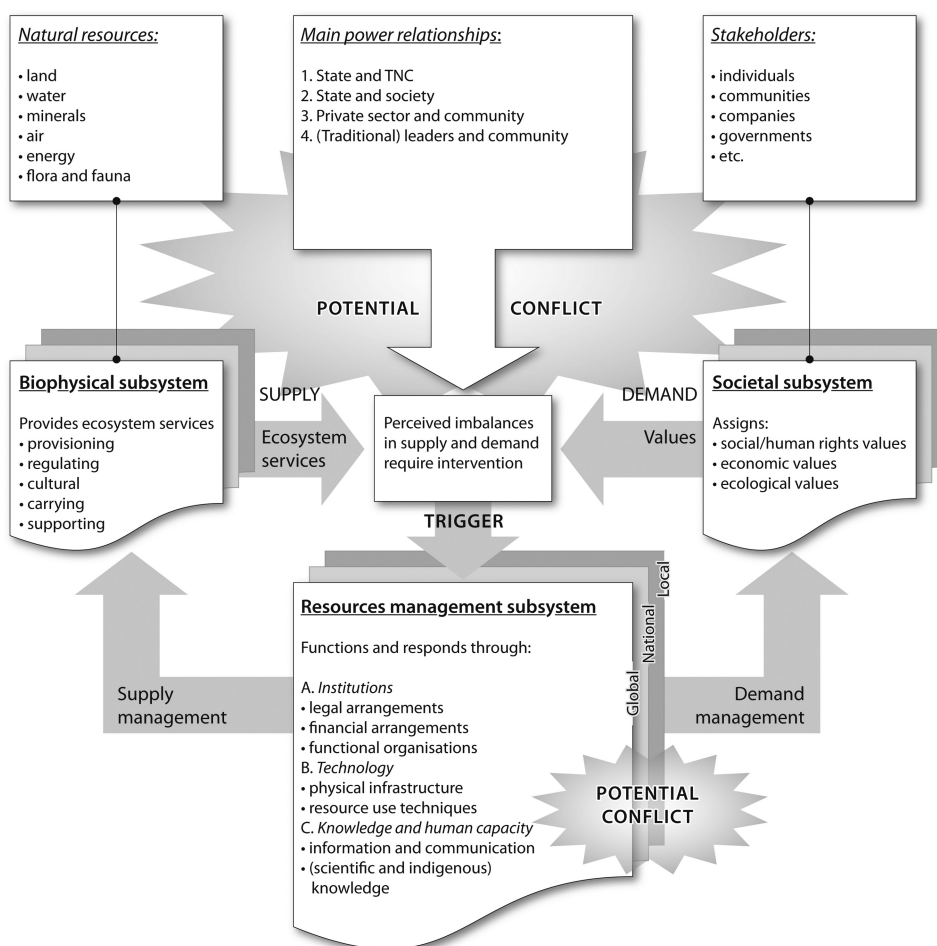 Natural resources:
• land
• water
• minerals
• air
• energy
• flora and fauna
Main power relationships:
1. State and TNC
2. State and society
3. Private sector and community
4. (Traditional) leaders and community
Stakeholders:
• individuals
• communities
• companies
• governments
• etc.
POTENTIAL
CONFLICT
Biophysical subsystem
Provides ecosystem services
• provisioning
• regulating
• cultural
• carrying
• supporting
SUPPLY
Ecosystem
services
Perceived imbalances
in supply and demand
require intervention
DEMAND
Values
Societal subsystem
Assigns:
• social/human rights values
• economic values
• ecological values
TRIGGER
Resources management subsystem
Functions and responds through:
A. Institutions
• legal arrangements
• financial arrangements
• functional organisations
B. Technology
• physical infrastructure
• resource use techniques
C. Knowledge and human capacity
• information and communication
• (scientific and indigenous)
knowledge
Global
National
Local
Supply
management
Demand
management
POTENTIAL
CONFLICT